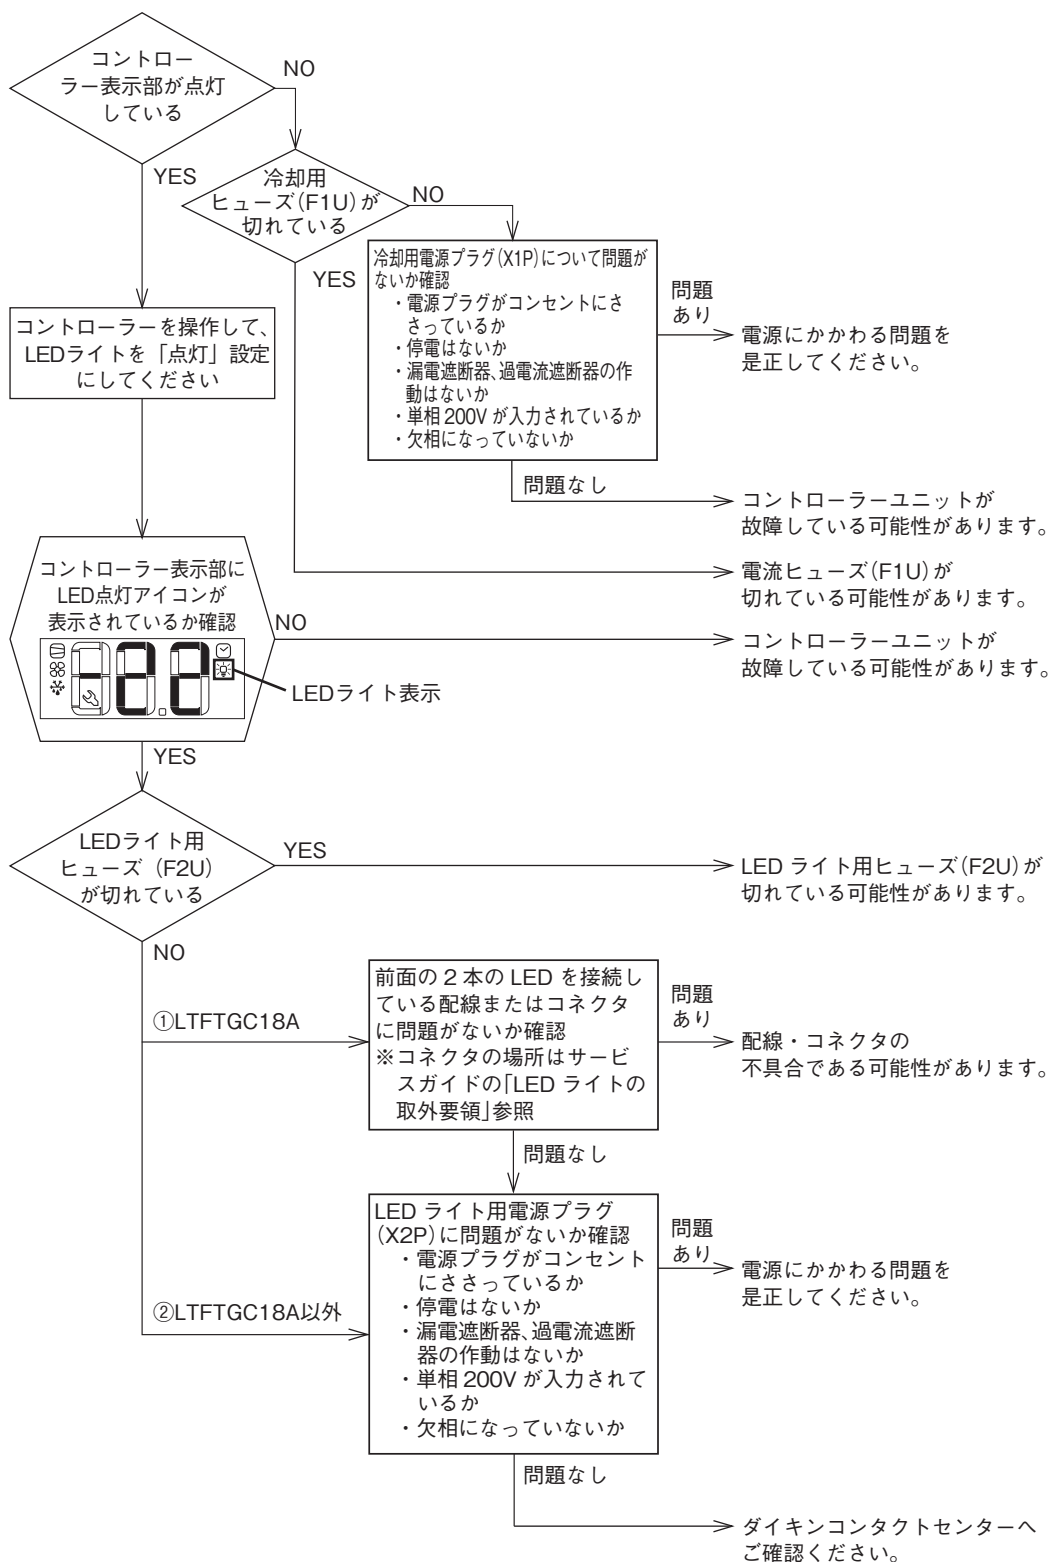 コントロー
ラー表示部が点灯
している
NO
YES
冷却用
ヒューズ(F1U)が
切れている
NO
YES
冷却用電源プラグ(X1P)について問題が
ないか確認
・電源プラグがコンセントにさ
さっているか
・停電はないか
・漏電遮断器、過電流遮断器の作
動はないか
・単相200Vが入力されているか
・欠相になっていないか
問題
あり
電源にかかわる問題を
是正してください。
問題なし
コントローラーユニットが
故障している可能性があります。
電流ヒューズ(F1U)が
切れている可能性があります。
コントローラーを操作して、
LEDライトを「点灯」設定
にしてください
コントローラー表示部に
LED点灯アイコンが
表示されているか確認
2.2
LEDライト表示
NO
コントローラーユニットが
故障している可能性があります。
YES
LEDライト用
ヒューズ(F2U)
が切れている
YES
LED ライト用ヒューズ(F2U)が
切れている可能性があります。
NO
①LTFTGC18A
前面の2本の LED を接続し
ている配線またはコネクタ
に問題がないか確認
※コネクタの場所はサービ
スガイドの「LED ライトの
取外要領」参照
問題
あり
配線・コネクタの
不具合である可能性があります。
問題なし
②LTFTGC18A以外
LED ライト用電源プラグ
(X2P)に問題がないか確認
・電源プラグがコンセント
にささっているか
・停電はないか
・漏電遮断器、過電流遮断
器の作動はないか
・単相200Vが入力されて
いるか
・欠相になっていないか
問題
あり
電源にかかわる問題を
是正してください。
問題なし
ダイキンコンタクトセンターへ
ご確認ください。